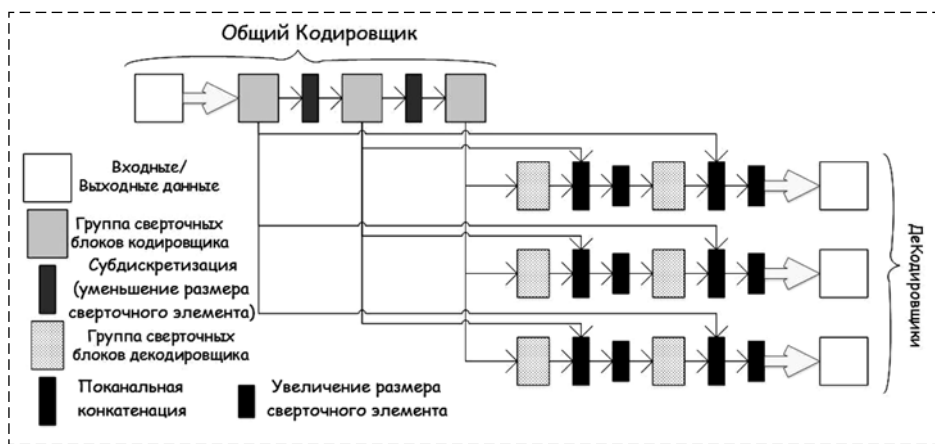 Общий Кодировщик
Входные/
Выходные данные
Группа сверточных
блоков кодировщика
Субдискретизация
(уменьшение размера
сверточного элемента)
Группа сверточных
блоков декодировщика
Поканальная
конкатенация
Увеличение размера
сверточного элемента
ДеКодировщики